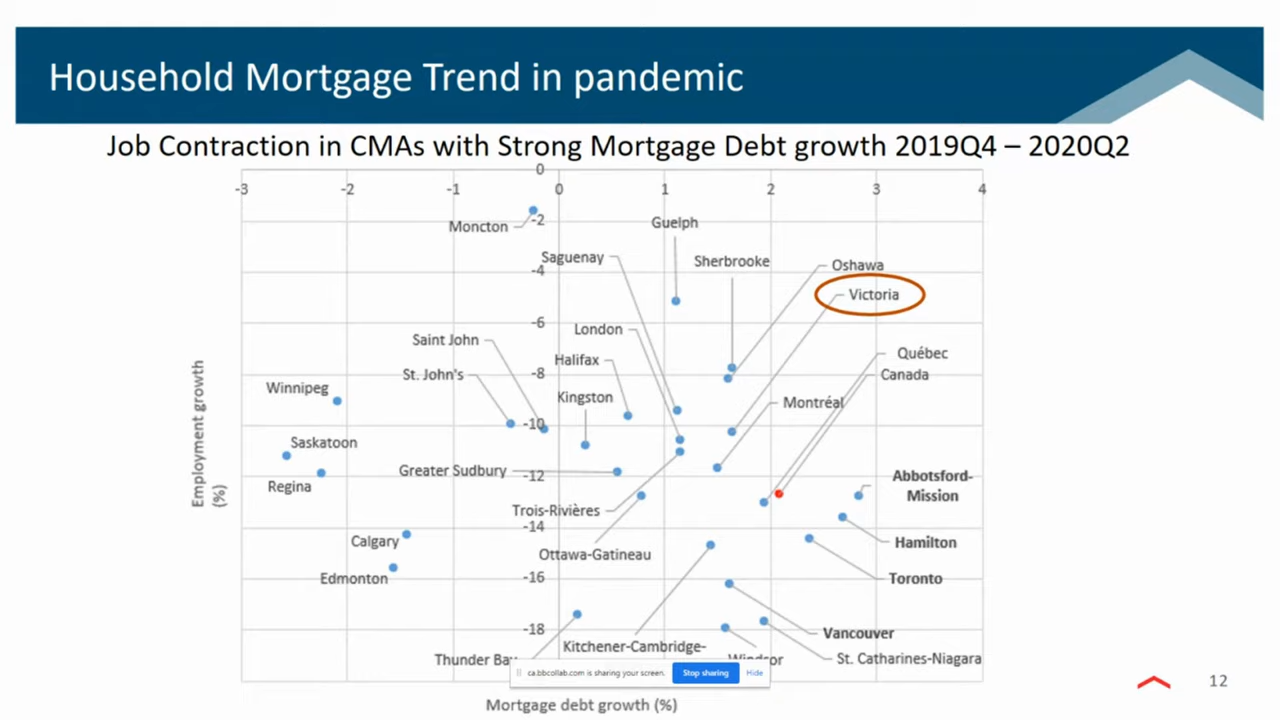 Household Mortgage Trend in pandemic
Job Contraction in CMAs with Strong Mortgage Debt growth 2019Q4 – 2020Q2
0
-3
-2
-1
0
1
2
3
4
Moncton
-2
Guelph
Saguenay
Sherbrooke
-4
Oshawa
Victoria
-6
London
Saint John
Halifax
Québec
St. John's
-8
Canada
Winnipeg
Kingston
Montréal
-10
Saskatoon
Greater Sudbury
-12
Abbotsford-
Mission
Regina
Trois-Rivières
-14
Calgary
Ottawa-Gatineau
Hamilton
Edmonton
-16
Toronto
-18
Vancouver
Kitchener-Cambridge-
Thunder Bay
Windsor
St. Catharines-Niagara
Employment growth
(%)
ca.bbcollab.com is sharing your screen.
Stop sharing
Hide
Mortgage debt growth (%)
12